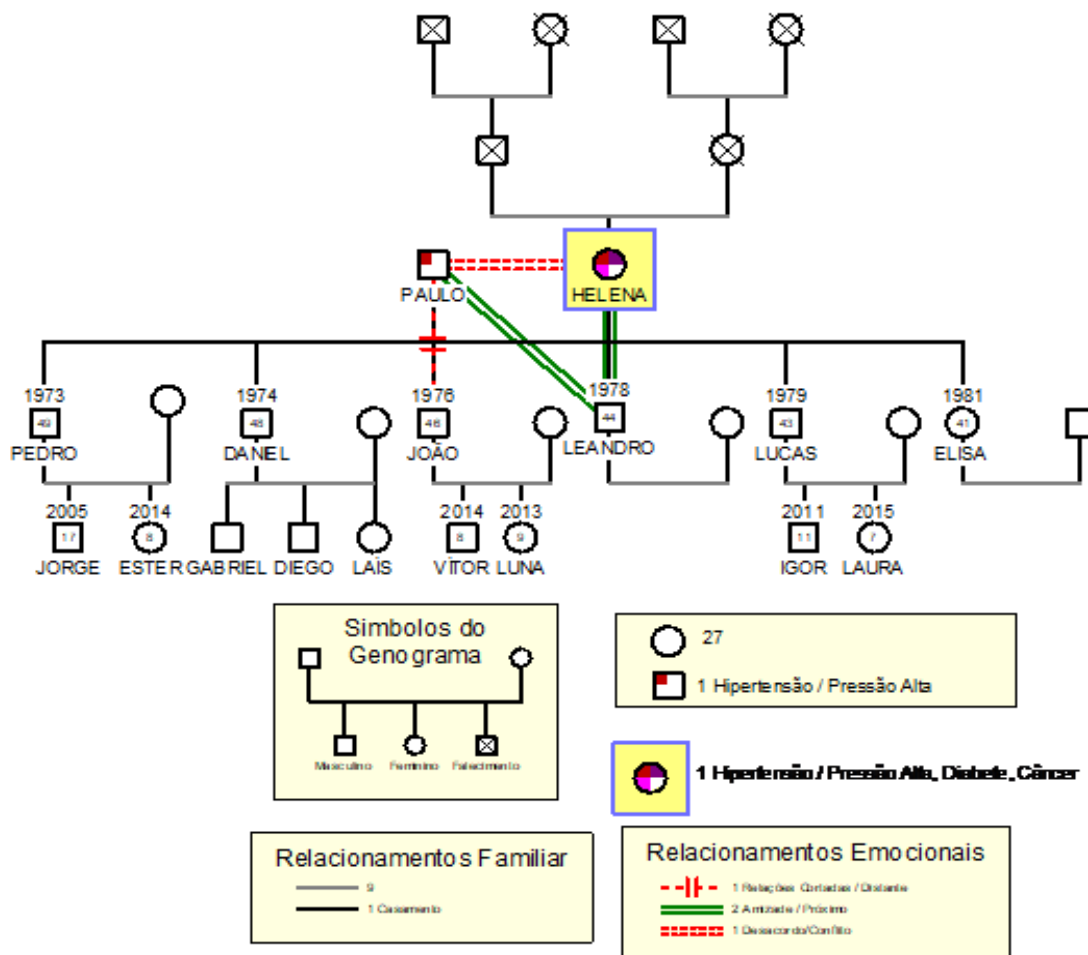 PAULO
HELENA
1973
49
PEDRO
1974
48
DANIEL
1976
46
JOÃO
1978
44
LEANDRO
1979
43
LUCAS
1981
41
ELISA
2005
17
JORGE
2014
8
ESTER
GABRIEL
DIEGO
LAÍS
2014
8
VÍTOR
2013
9
LUNA
2011
11
IGOR
2015
7
LAURA
Simbolos do
Genograma
Masculino
Feminino
Falecimento
27
1 Hipertensão / Pressão Alta
1 Hipertensão / Pressão Alta, Diabete, Câncer
Relacionamentos Familiar
9
1 Casamento
Relacionamentos Emocionais
1 Relações Cortadas / Distante
2 Amizade / Próximo
1 Desacordo/Conflito